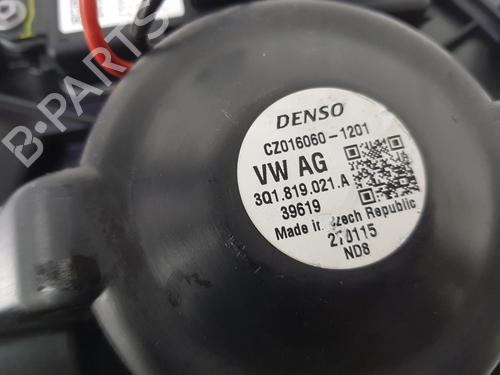 B-PARTS
DENSO
CZ016060-1201
VW AG
3Q1.819.021.A
39619
Made in Czech Republic
270115
ND8